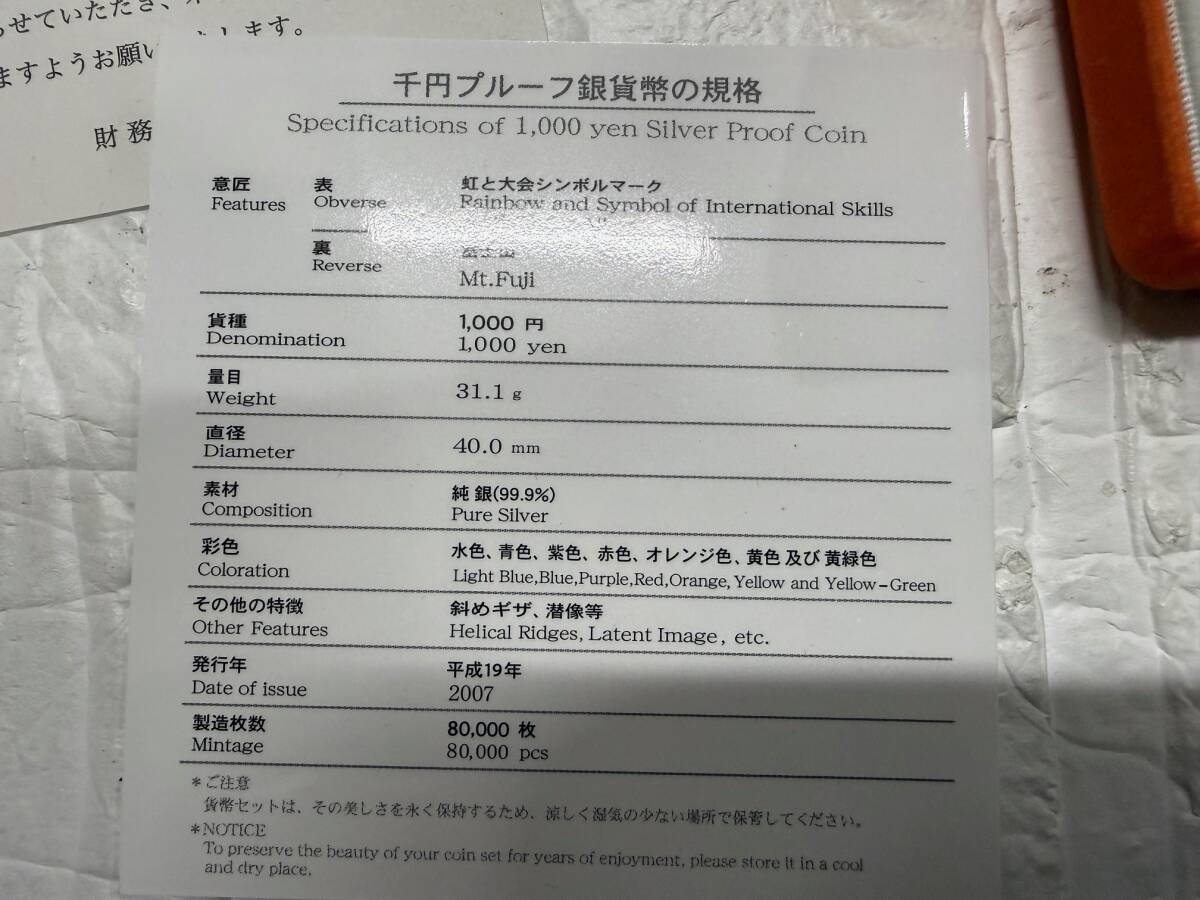 せていただき、
ますようお願い
します。
財務
千円プルーフ銀貨幣の規格
Specifications of 1,000 yen Silver Proof Coin
意匠 表 虹と大会シンボルマーク
Features Obverse Rainbow and Symbol of International Skills
裏
Reverse Mt.Fuji
貨種 1,000 円
Denomination 1,000 yen
量目
Weight 31.1 g
直径
Diameter 40.0 mm
素材 純銀(99.9%)
Composition Pure Silver
彩色 水色、青色、紫色、赤色、オレンジ色、黄色 及び 黄緑色
Coloration Light Blue,Blue,Purple,Red,Orange,Yellow and Yellow-Green
その他の特徴 斜めギザ、潜像等
Other Features Helical Ridges, Latent Image, etc.
発行年 平成19年
Date of issue 2007
製造枚数 80,000 枚
Mintage 80,000 pcs
*ご注意
貨幣セットは、その美しさを永く保持するため、涼しく湿気の少ない場所で保管してください。
*NOTICE
To preserve the beauty of your coin set for years of enjoyment, please store it in a cool
and dry place.